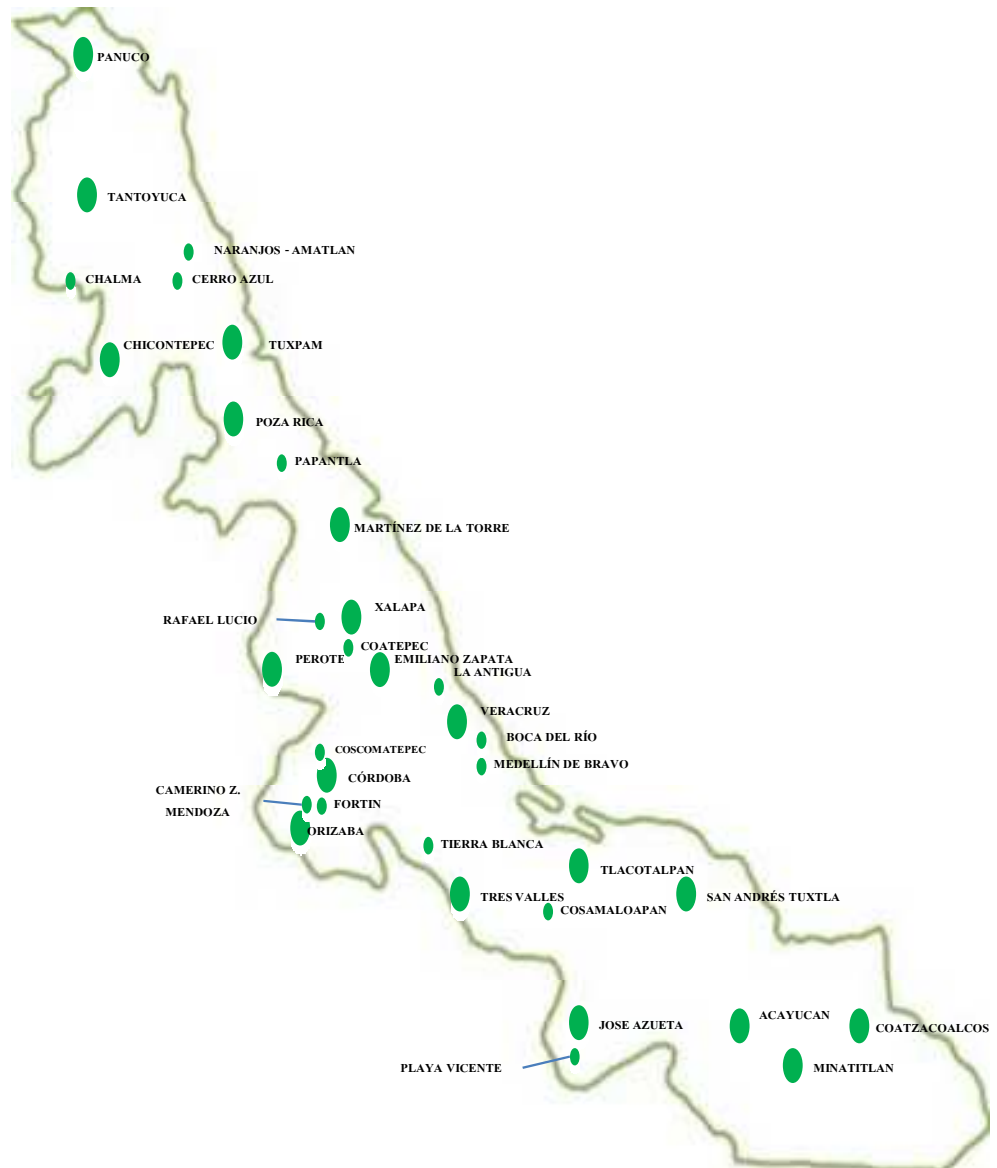 PANUCO
TANTOYUCA
NARANJOS - AMATLAN
CHALMA
CERRO AZUL
CHICONTEPEC
TUXPAM
POZA RICA
PAPANTLA
MARTÍNEZ DE LA TORRE
XALAPA
RAFAEL LUCIO
COATEPEC
PEROTE
EMILIANO ZAPATA
LA ANTIGUA
VERACRUZ
BOCA DEL RÍO
COSCOMATEPEC
MEDELLÍN DE BRAVO
CÓRDOBA
CAMERINO Z.
MENDOZA
FORTIN
ORIZABA
TIERRA BLANCA
TLACOTALPAN
TRES VALLES
SAN ANDRÉS TUXTLA
COSAMALOAPAN
ACAYUCAN
JOSE AZUETA
COATZACOALCOS
PLAYA VICENTE
MINATITLAN